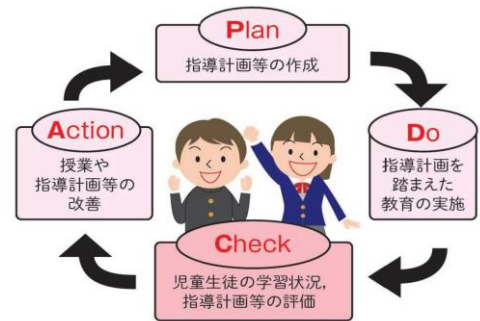 Plan
指導計画等の作成
Do
指導計画を
踏まえた
教育の実施
Check
児童生徒の学習状況,
指導計画等の評価
Action
授業や
指導計画等の
改善